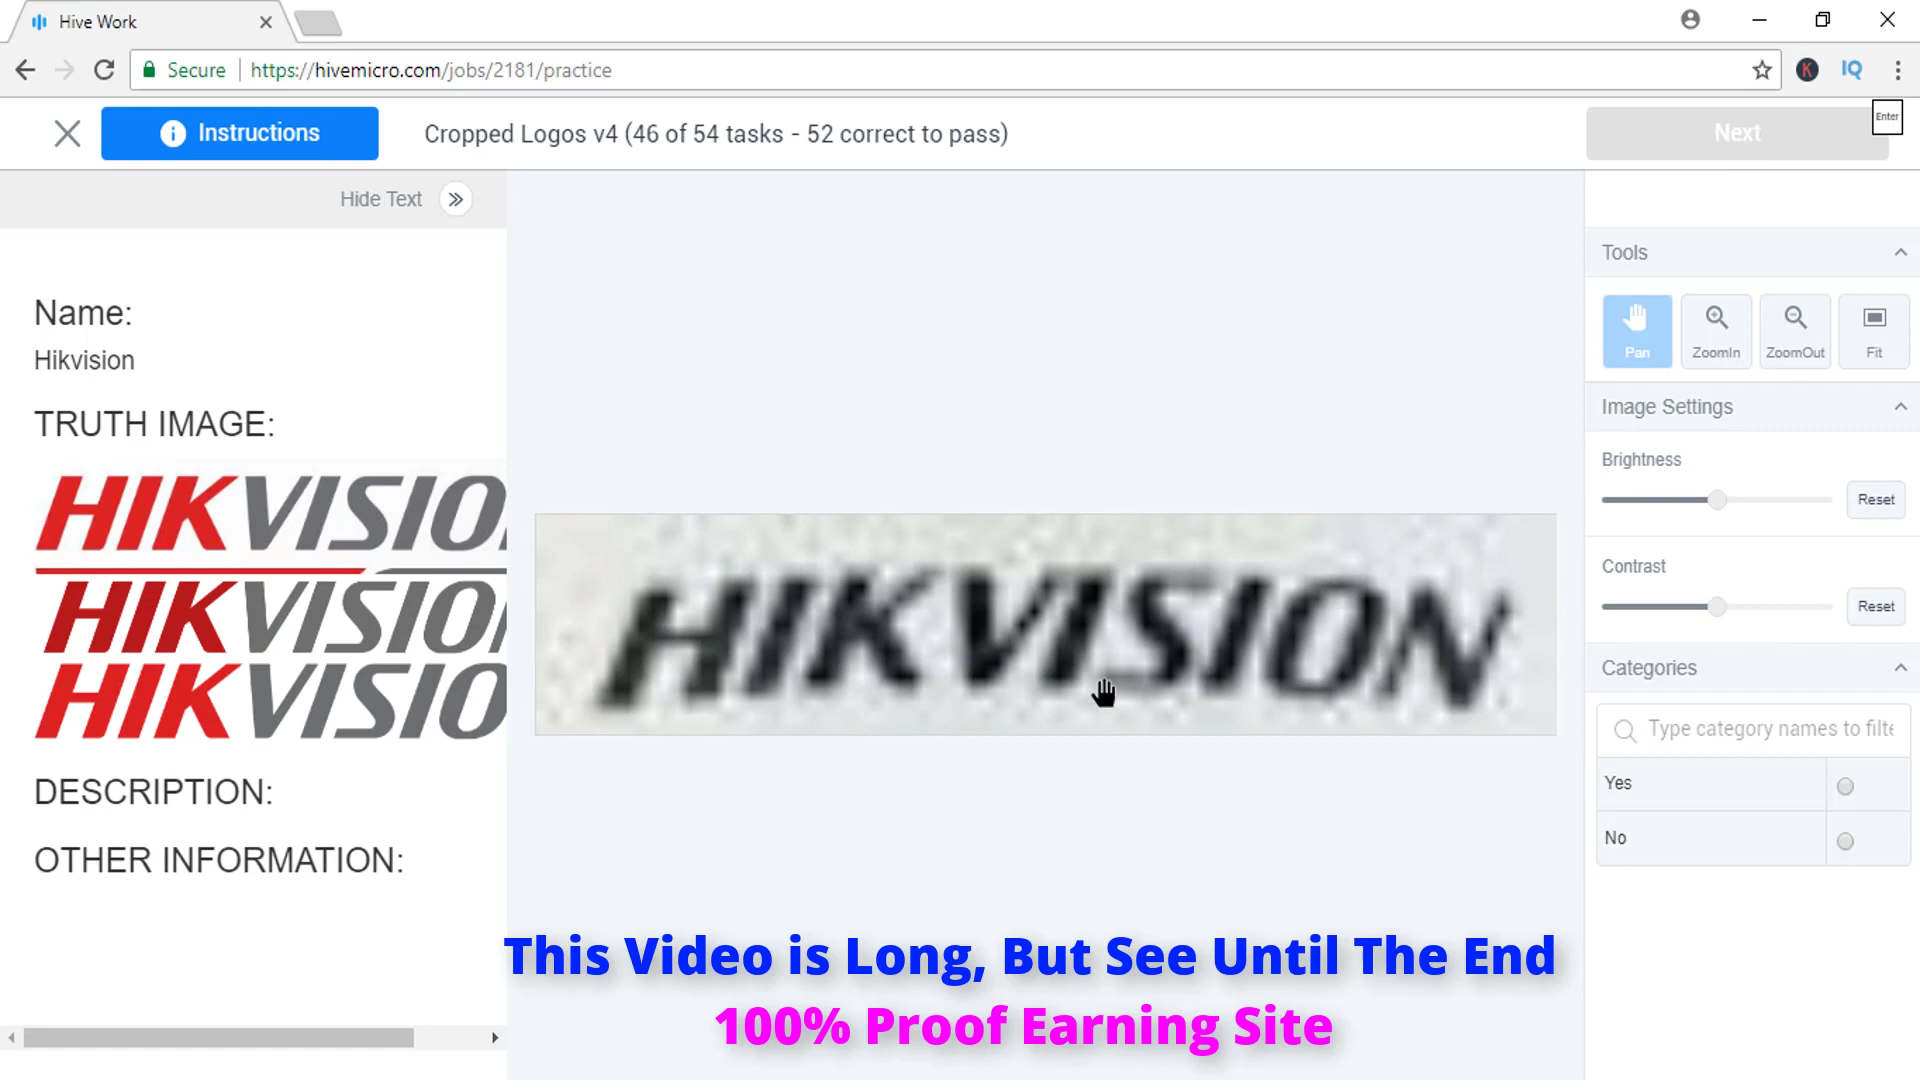 Hive Work
Secure
https://hivemicro.com/jobs/2181/practice
K
IQ
Instructions
Cropped Logos v4 (46 of 54 tasks - 52 correct to pass)
Next
Enter
Hide Text
Name:
Hikvision
TRUTH IMAGE:
HIKVISIO
HIKVISIO
HIKVISIO
DESCRIPTION:
OTHER INFORMATION:
HIKVISION
Tools
Pan
ZoomIn
ZoomOut
Fit
Image Settings
Brightness
Reset
Contrast
Reset
Categories
Type category names to filte
Yes
No
This Video is Long, But See Until The End
100% Proof Earning Site